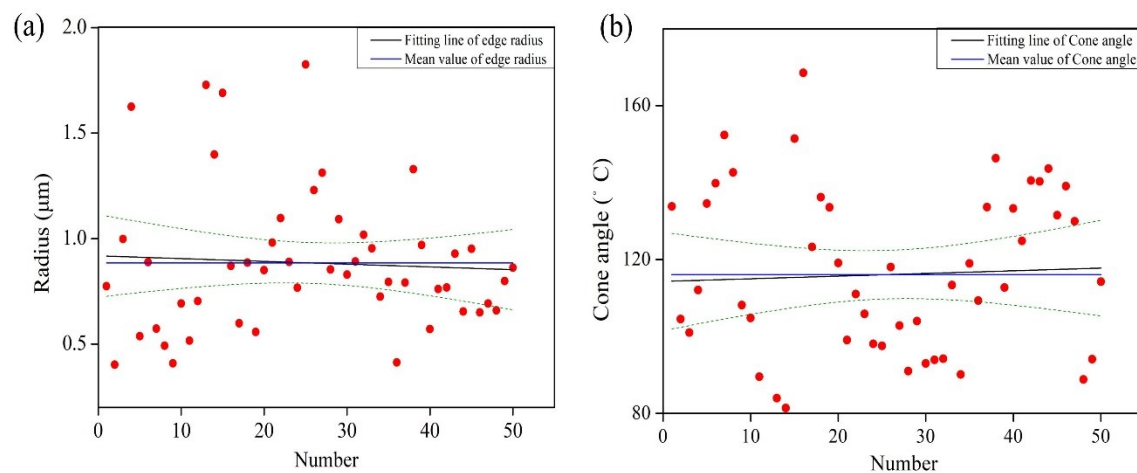 (a)
Fitting line of edge radius
Mean value of edge radius
2.0
1.5
1.0
0.5
Radius (μm)
0 10 20 30 40 50
Number
(b)
Fitting line of Cone angle
Mean value of Cone angle
160
120
80
Cone angle (° C)
0 10 20 30 40 50
Number